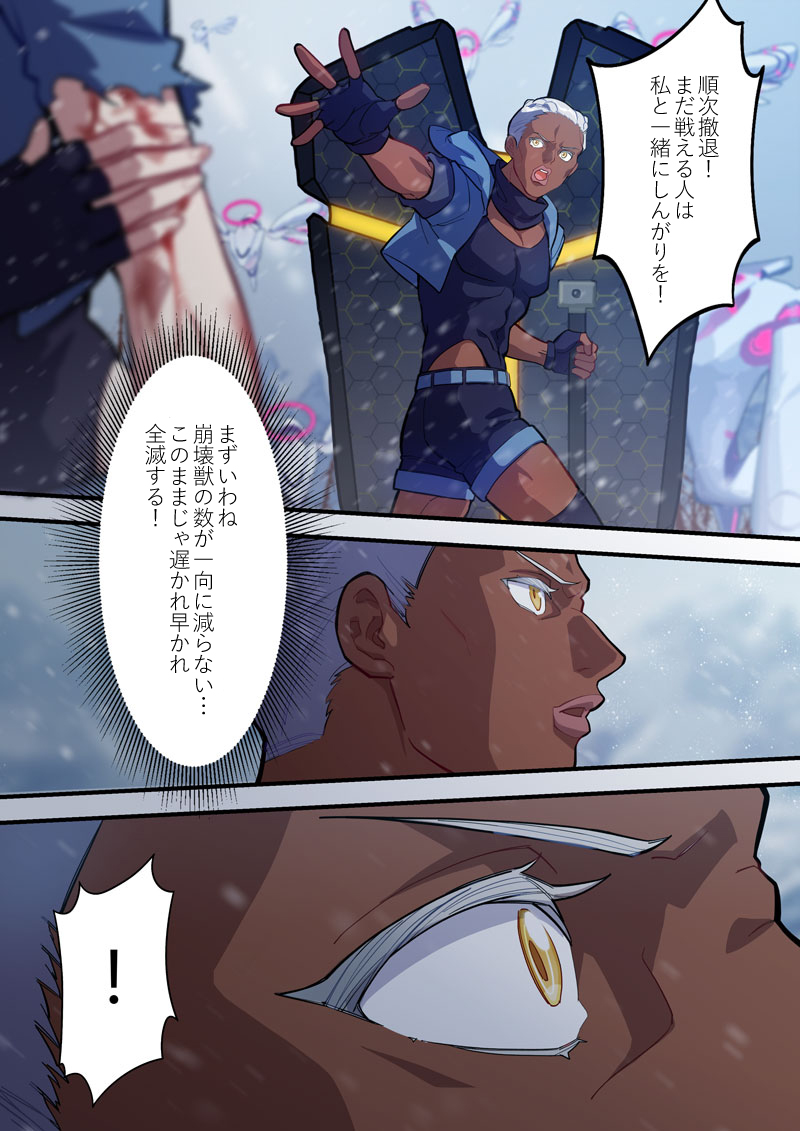 順次撤退！
まだ戦える人は
私と一緒にしんがりを！
まずいわね
崩壊獣の数が一向に減らない…
このままじゃ遅かれ早かれ
全滅する！
！